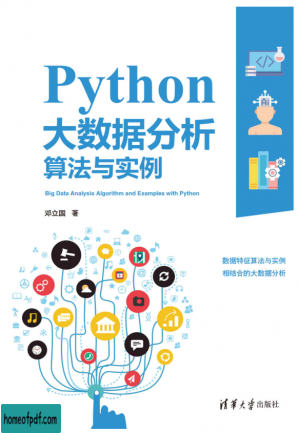 Python
大数据分析
算法与实例
Big Data Analysis Algorithm and Examples with Python
邓立国 著
数据特征算法与实例
相结合的大数据分析
清华大学出版社
homeofpdf.com